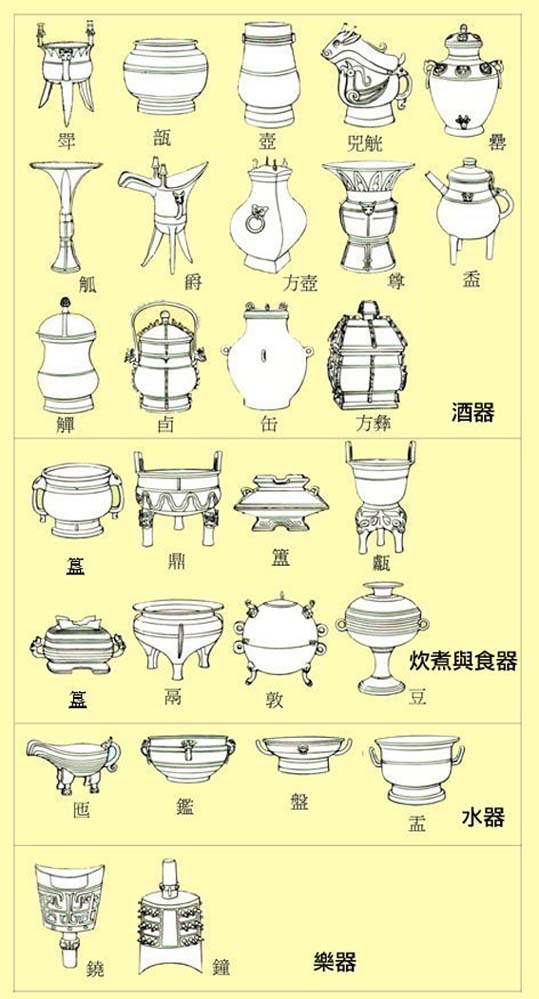 斝 瓿 壺 兕觥 罍
觚 爵 方壺 尊 盉
觶 卣 缶 方彝
酒器
簋 鼎 簠 甗
簋 鬲 敦 豆
炊煮與食器
匜 鑑 盤 盂
水器
鐃 鐘
樂器